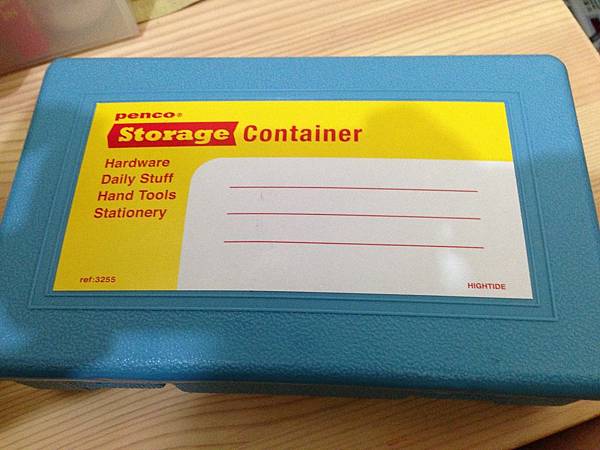 penco®
Storage Container
Hardware
Daily Stuff
Hand Tools
Stationery
ref:3255
HIGHTIDE